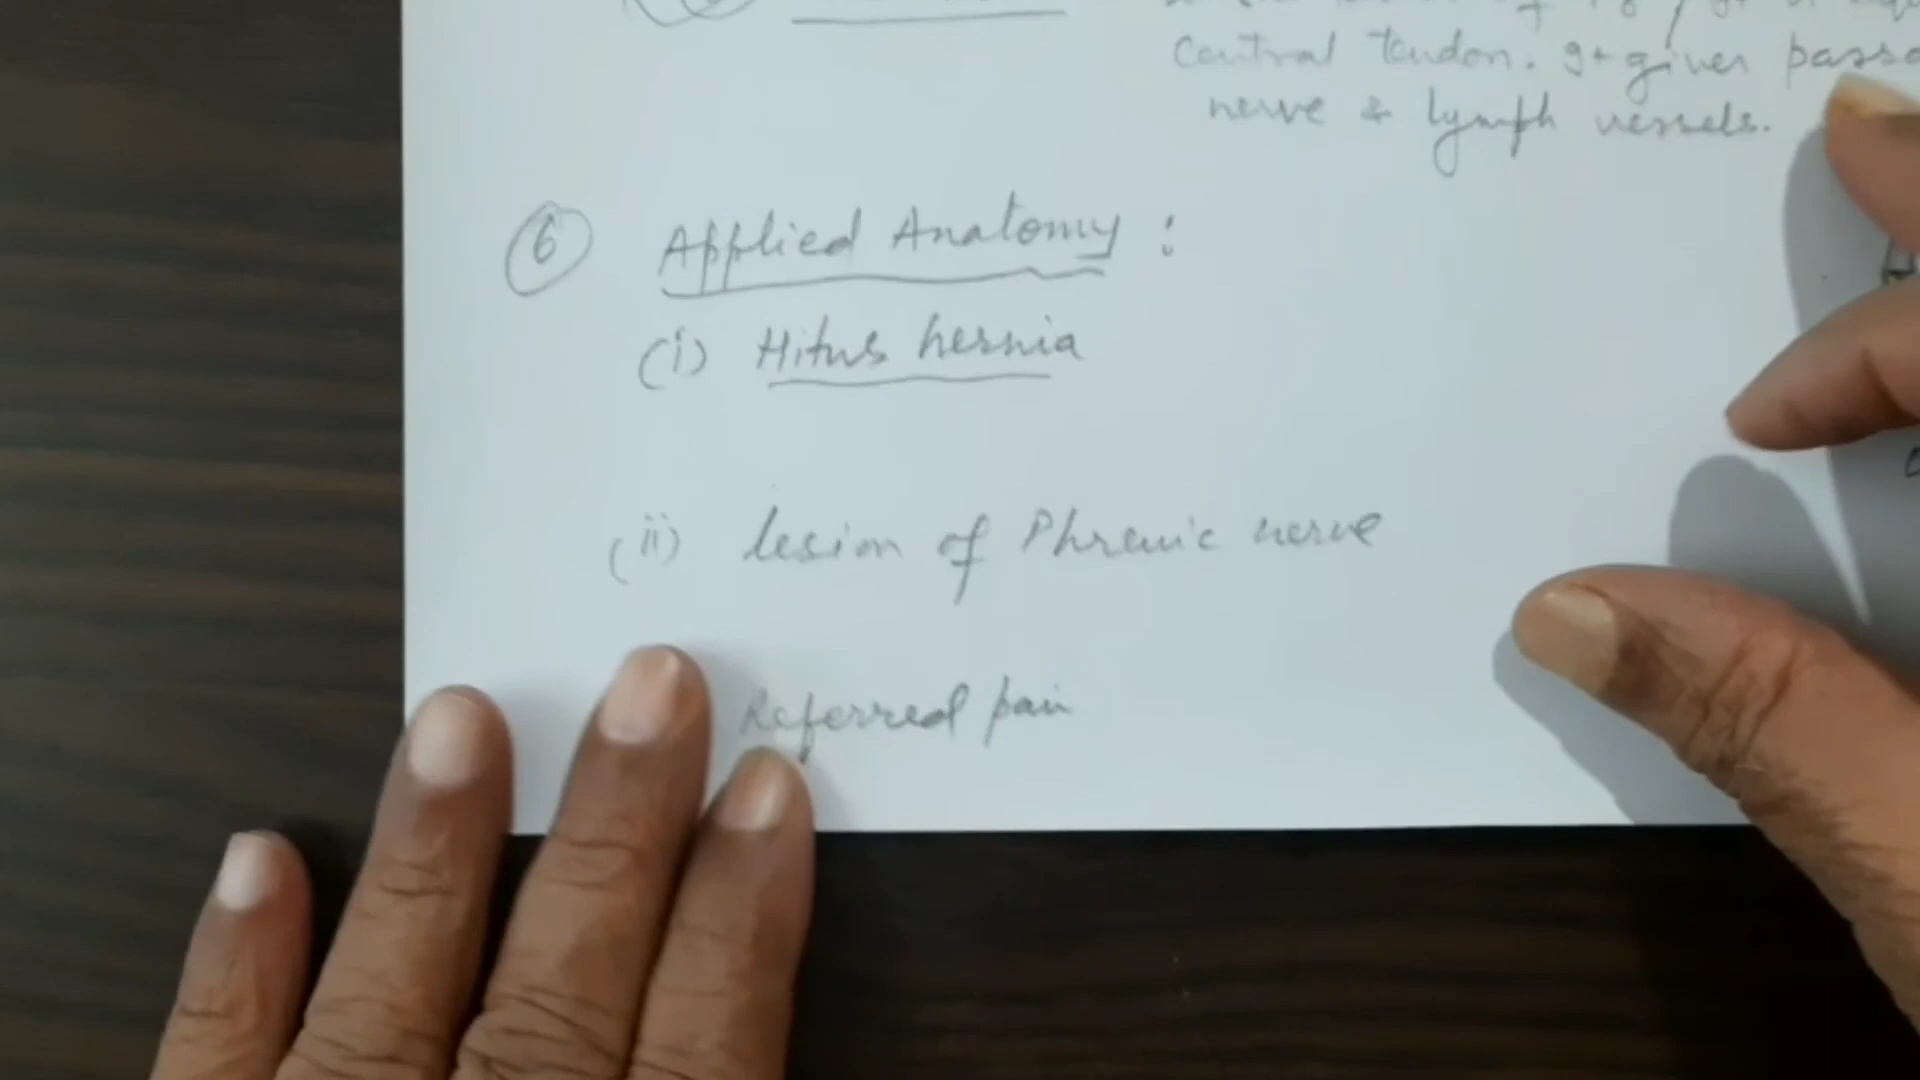 Central tendon. It gives
nerve & lymph vessels.
6 Applied Anatomy :
(i) Hitus hernia
(ii) lesion of Phrenic nerve
Referred pain